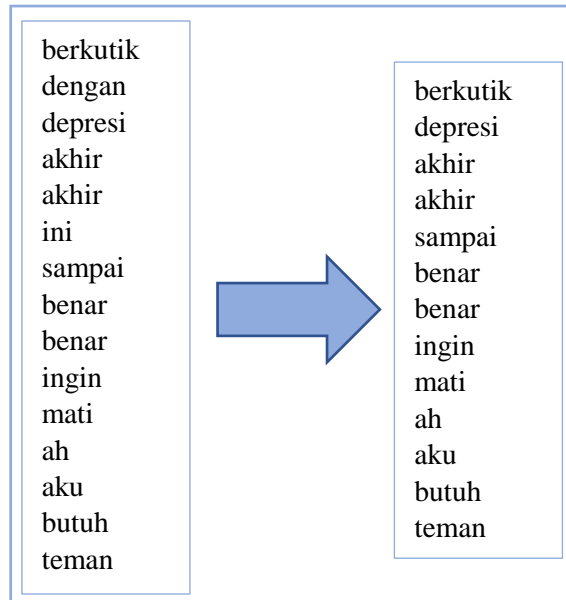 berkutik
dengan
depresi
akhir
akhir
ini
sampai
benar
benar
ingin
mati
ah
aku
butuh
teman
berkutik
depresi
akhir
akhir
sampai
benar
benar
ingin
mati
ah
aku
butuh
teman